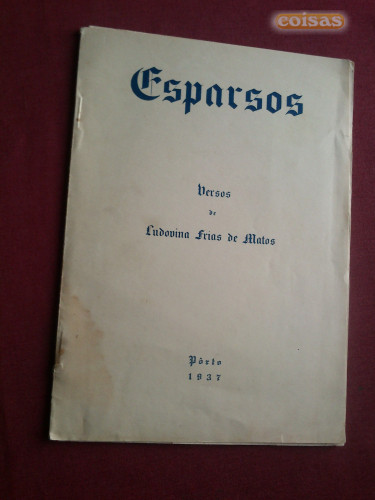 coisas
Esparsos
Versos
de
Ludovina Frias de Matos
Pôrto
1937